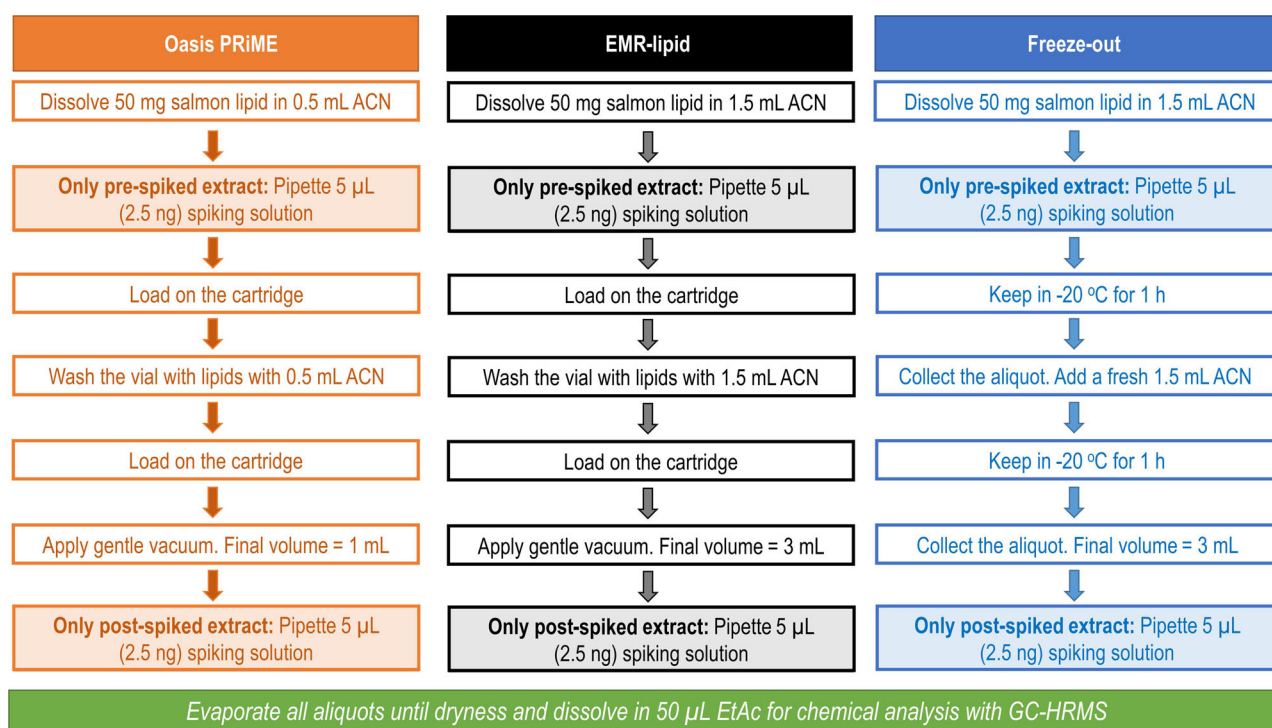 Oasis PRiME
Dissolve 50 mg salmon lipid in 0.5 mL ACN
Only pre-spiked extract: Pipette 5 µL
(2.5 ng) spiking solution
Load on the cartridge
Wash the vial with lipids with 0.5 mL ACN
Load on the cartridge
Apply gentle vacuum. Final volume = 1 mL
Only post-spiked extract: Pipette 5 µL
(2.5 ng) spiking solution
EMR-lipid
Dissolve 50 mg salmon lipid in 1.5 mL ACN
Only pre-spiked extract: Pipette 5 µL
(2.5 ng) spiking solution
Load on the cartridge
Wash the vial with lipids with 1.5 mL ACN
Load on the cartridge
Apply gentle vacuum. Final volume = 3 mL
Only post-spiked extract: Pipette 5 µL
(2.5 ng) spiking solution
Freeze-out
Dissolve 50 mg salmon lipid in 1.5 mL ACN
Only pre-spiked extract: Pipette 5 µL
(2.5 ng) spiking solution
Keep in -20 ºC for 1 h
Collect the aliquot. Add a fresh 1.5 mL ACN
Keep in -20 ºC for 1 h
Collect the aliquot. Final volume = 3 mL
Only post-spiked extract: Pipette 5 µL
(2.5 ng) spiking solution
Evaporate all aliquots until dryness and dissolve in 50 µL EtAc for chemical analysis with GC-HRMS